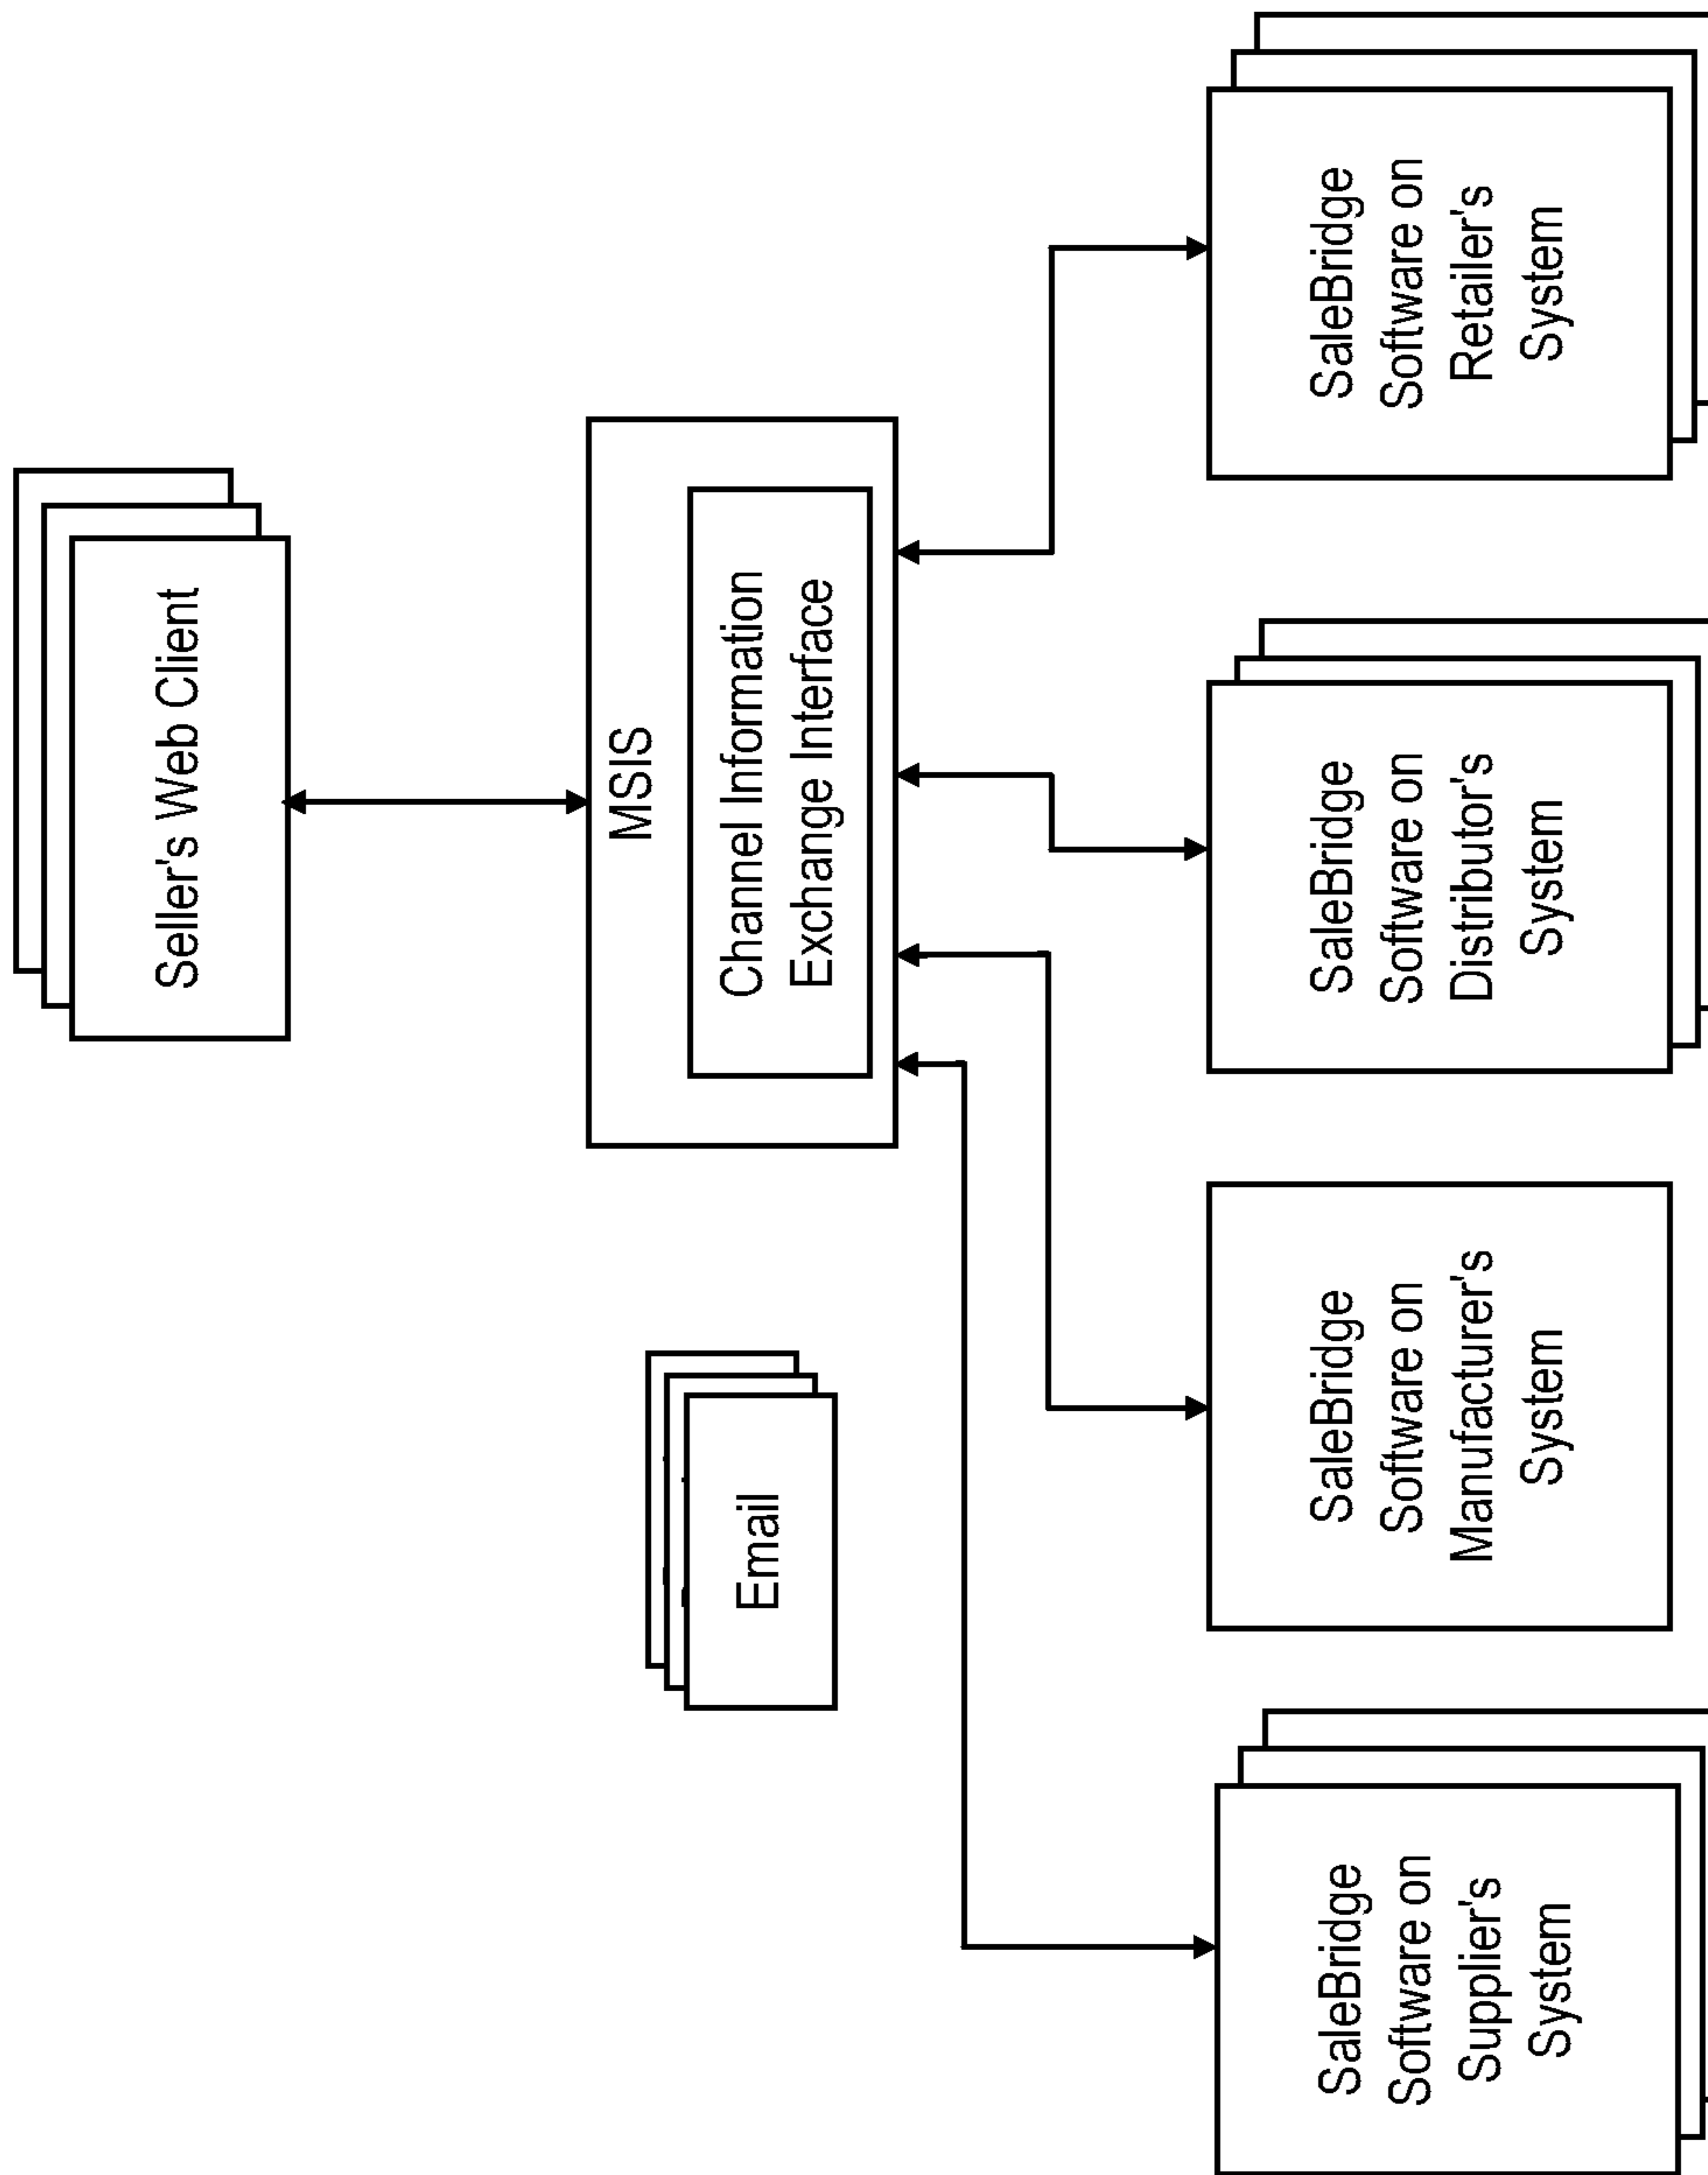 Seller's Web Client
MSIS
Channel Information
Exchange Interface
Email
SaleBridge
Software on
Supplier's
System
SaleBridge
Software on
Manufacturer's
System
SaleBridge
Software on
Distributor's
System
SaleBridge
Software on
Retailer's
System